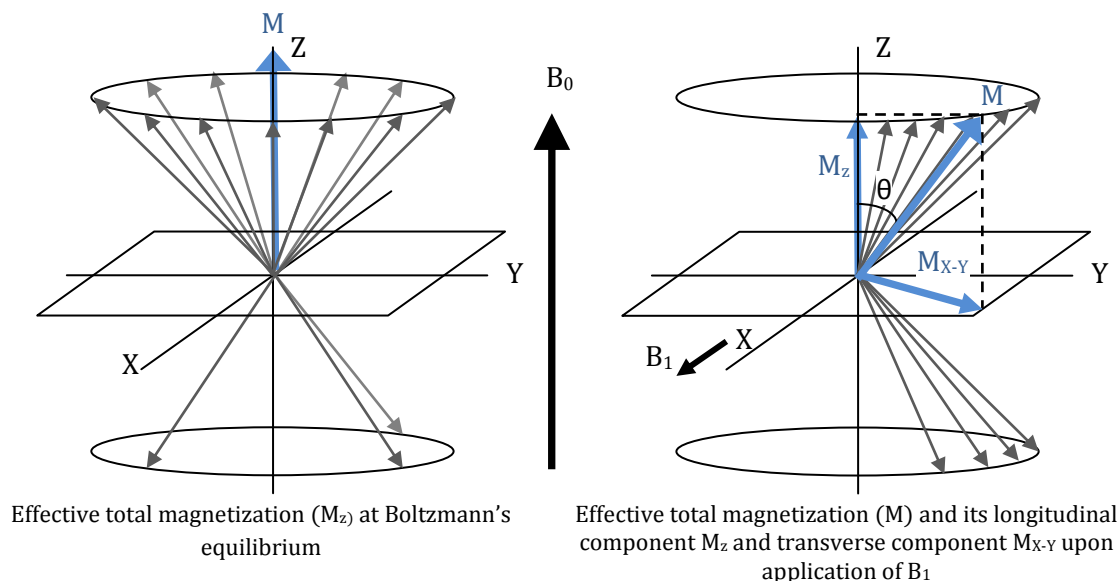 M
Z
B0
Y
X
Effective total magnetization (Mz) at Boltzmann’s
equilibrium
Z
M
Mz
θ
MX-Y
Y
X
B1
Effective total magnetization (M) and its longitudinal
component Mz and transverse component MX-Y upon
application of B1